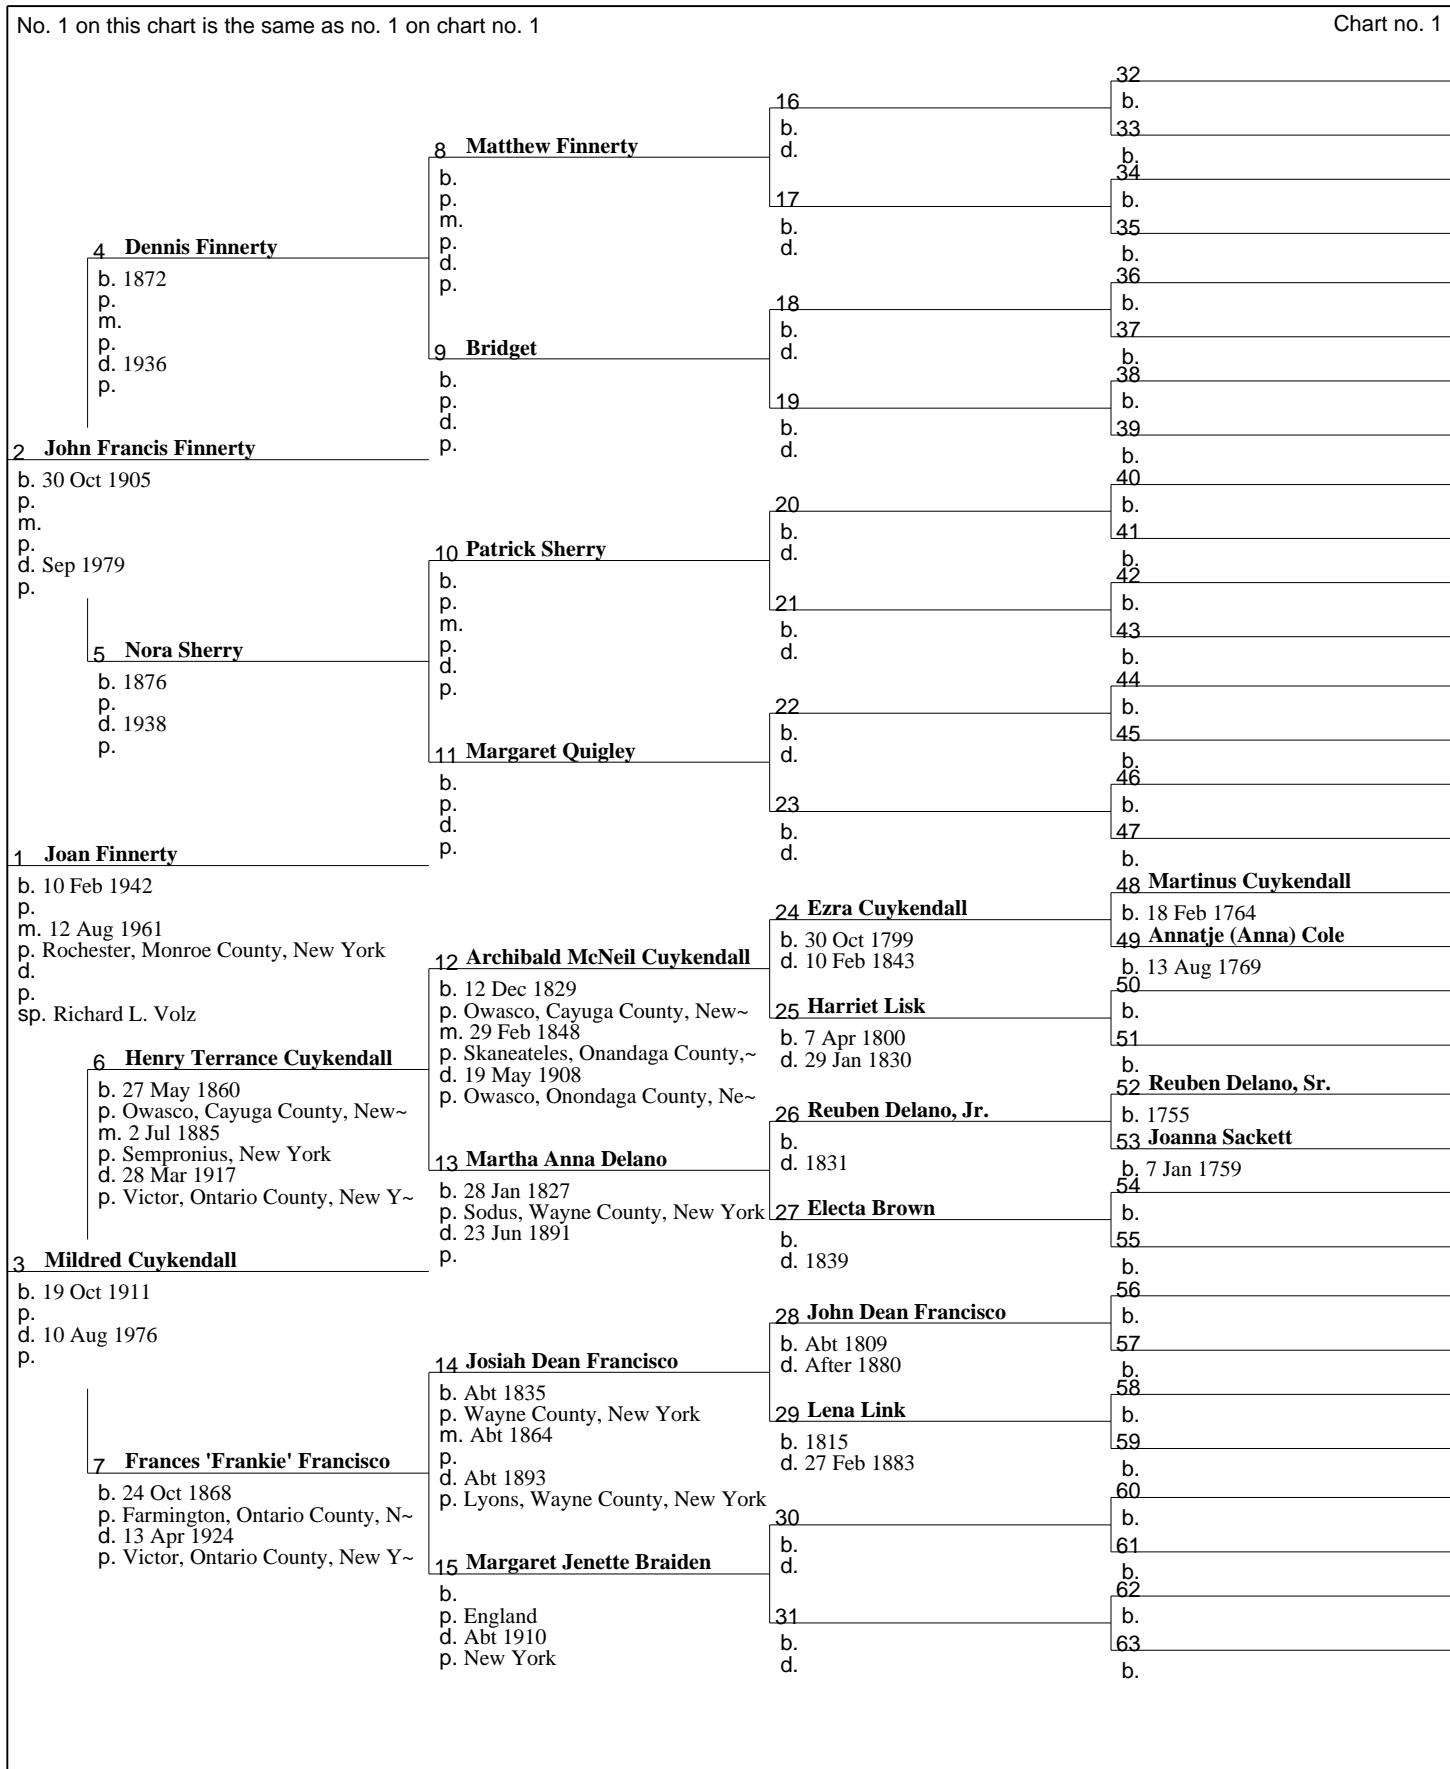 No. 1 on this chart is the same as no. 1 on chart no. 1
Chart no. 1
1 Joan Finnerty
b. 10 Feb 1942
p.
m. 12 Aug 1961
p. Rochester, Monroe County, New York
d.
p.
sp. Richard L. Volz
2 John Francis Finnerty
b. 30 Oct 1905
p.
m.
p.
d. Sep 1979
p.
3 Mildred Cuykendall
b. 19 Oct 1911
p.
d. 10 Aug 1976
p.
4 Dennis Finnerty
b. 1872
p.
m.
p.
d. 1936
p.
5 Nora Sherry
b. 1876
p.
d. 1938
p.
6 Henry Terrance Cuykendall
b. 27 May 1860
p. Owasco, Cayuga County, New~
m. 2 Jul 1885
p. Sempronius, New York
d. 28 Mar 1917
p. Victor, Ontario County, New Y~
7 Frances 'Frankie' Francisco
b. 24 Oct 1868
p. Farmington, Ontario County, N~
d. 13 Apr 1924
p. Victor, Ontario County, New Y~
8 Matthew Finnerty
b.
p.
m.
p.
d.
p.
9 Bridget
b.
p.
d.
p.
10 Patrick Sherry
b.
p.
m.
p.
d.
p.
11 Margaret Quigley
b.
p.
d.
p.
12 Archibald McNeil Cuykendall
b. 12 Dec 1829
p. Owasco, Cayuga County, New~
m. 29 Feb 1848
p. Skaneateles, Onandaga County,~
d. 19 May 1908
p. Owasco, Onondaga County, Ne~
13 Martha Anna Delano
b. 28 Jan 1827
p. Sodus, Wayne County, New York
d. 23 Jun 1891
p.
14 Josiah Dean Francisco
b. Abt 1835
p. Wayne County, New York
m. Abt 1864
p.
d. Abt 1893
p. Lyons, Wayne County, New York
15 Margaret Jenette Braiden
b.
p. England
d. Abt 1910
p. New York
16
b.
d.
17
b.
d.
18
b.
d.
19
b.
d.
20
b.
d.
21
b.
d.
22
b.
d.
23
b.
d.
24 Ezra Cuykendall
b. 30 Oct 1799
d. 10 Feb 1843
25 Harriet Lisk
b. 7 Apr 1800
d. 29 Jan 1830
26 Reuben Delano, Jr.
b.
d. 1831
27 Electa Brown
b.
d. 1839
28 John Dean Francisco
b. Abt 1809
d. After 1880
29 Lena Link
b. 1815
d. 27 Feb 1883
30
b.
d.
31
b.
d.
32
b.
33
b.
34
b.
35
b.
36
b.
37
b.
38
b.
39
b.
40
b.
41
b.
42
b.
43
b.
44
b.
45
b.
46
b.
47
b.
48 Martinus Cuykendall
b. 18 Feb 1764
49 Annatje (Anna) Cole
b. 13 Aug 1769
50
b.
51
b.
52 Reuben Delano, Sr.
b. 1755
53 Joanna Sackett
b. 7 Jan 1759
54
b.
55
b.
56
b.
57
b.
58
b.
59
b.
60
b.
61
b.
62
b.
63
b.